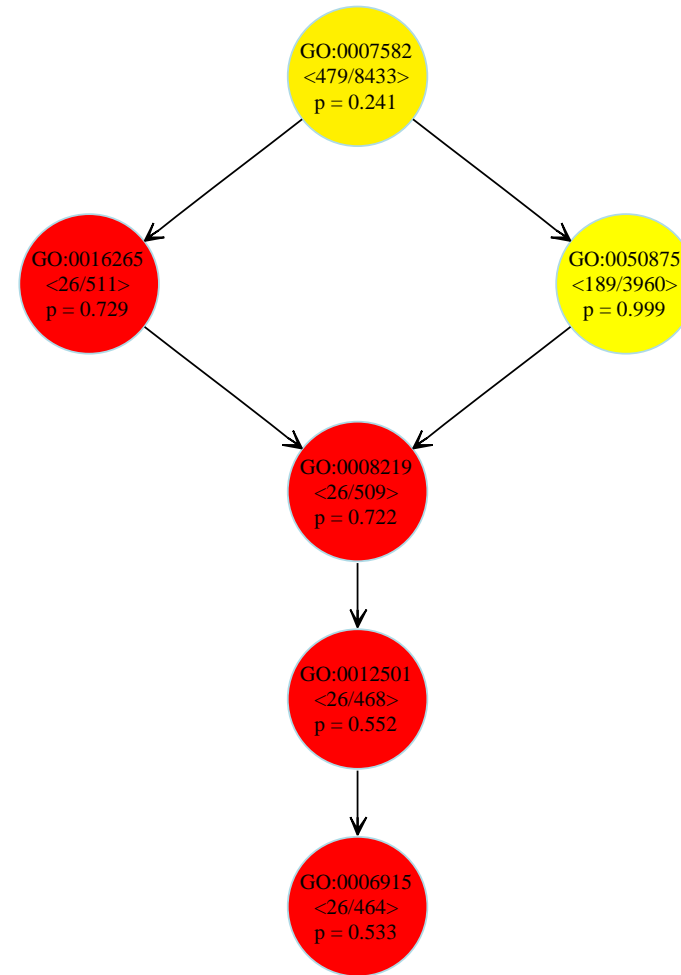 GO:0007582
<479/8433>
p = 0.241
GO:0016265
<26/511>
p = 0.729
GO:0050875
<189/3960>
p = 0.999
GO:0008219
<26/509>
p = 0.722
GO:0012501
<26/468>
p = 0.552
GO:0006915
<26/464>
p = 0.533